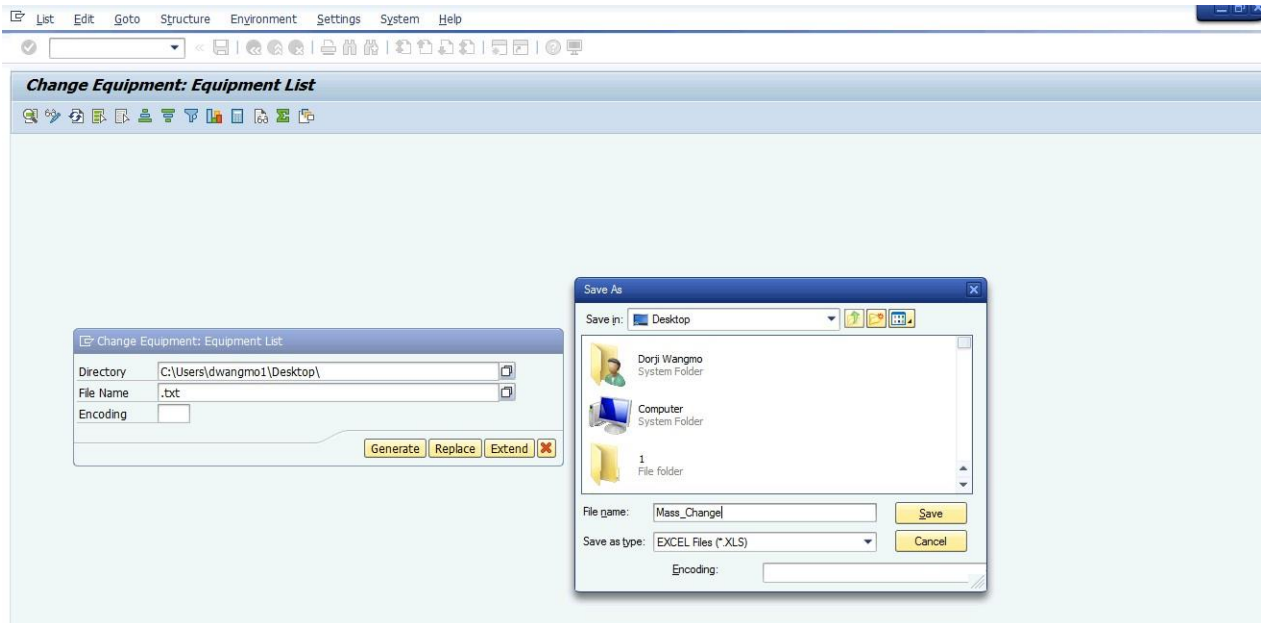 List Edit Goto Structure Environment Settings System Help
Change Equipment: Equipment List
Change Equipment: Equipment List
Directory C:\Users\dwangmo1\Desktop\
File Name .txt
Encoding
Generate Replace Extend
Save As
Save in: Desktop
Dorji Wangmo
System Folder
Computer
System Folder
1
File folder
File name: Mass_Change
Save
Save as type: EXCEL Files (*.XLS)
Cancel
Encoding: